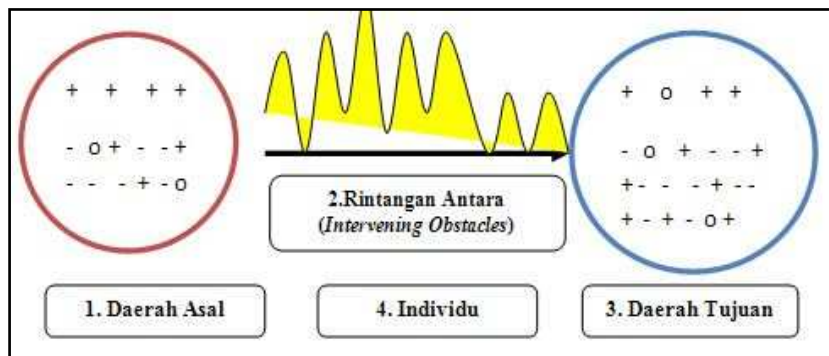 + + + +
- o + - - +
- - - + - o
2.Rintangan Antara
(Intervening Obstacles)
+ o + +
- o + - - +
+ - - - + - -
+ - + - o +
1. Daerah Asal
4. Individu
3. Daerah Tujuan